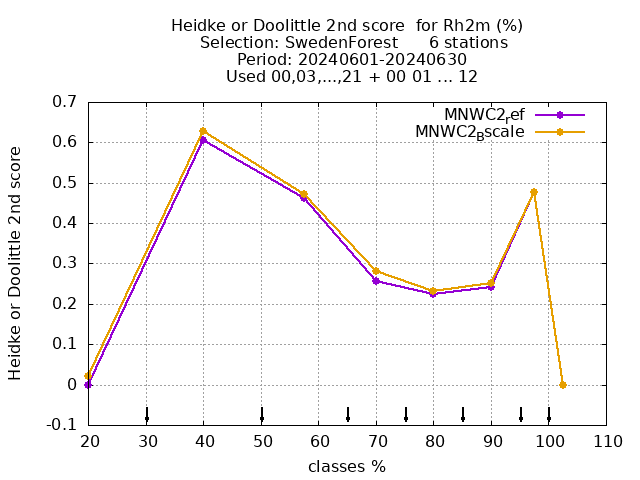 Heidke or Doolittle 2nd score  for Rh2m (%)
Selection: SwedenForest      6 stations
Period: 20240601-20240630
Used 00,03,...,21 + 00 01 ... 12
Heidke or Doolittle 2nd score
0.7
0.6
0.5
0.4
0.3
0.2
0.1
0
-0.1
MNWC2ref
MNWC2Bscale
20 30 40 50 60 70 80 90 100 110
classes %